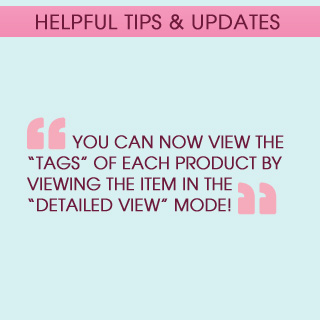 HELPFUL TIPS & UPDATES
“ YOU CAN NOW VIEW THE
“TAGS” OF EACH PRODUCT BY
VIEWING THE ITEM IN THE
“DETAILED VIEW” MODE! ”